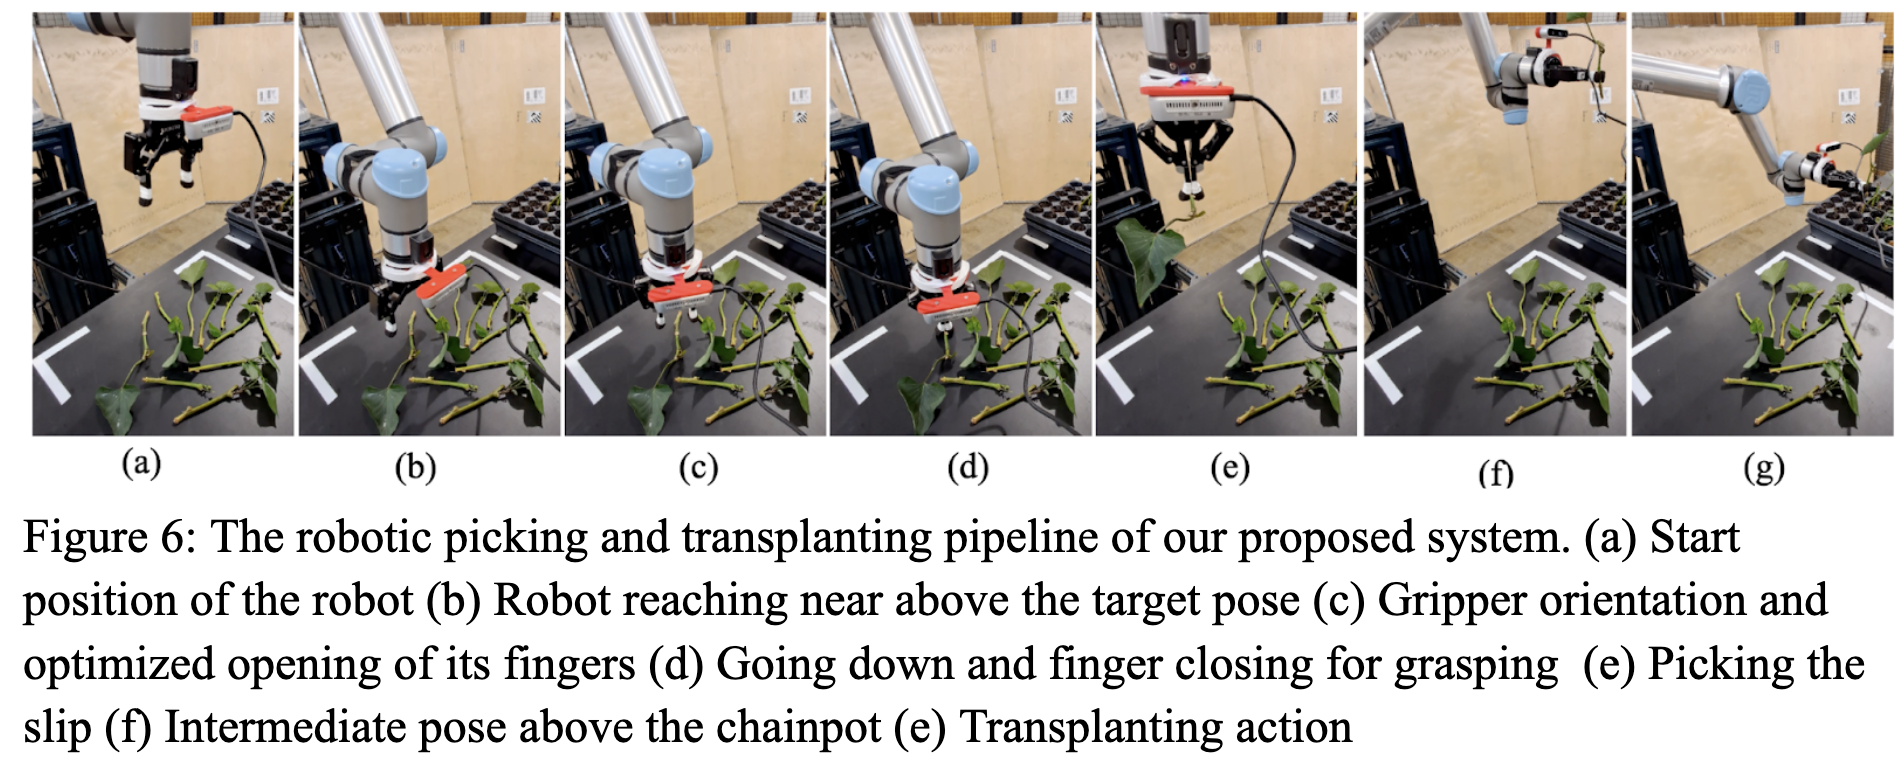 (a) (b) (c) (d) (e) (f) (g)
Figure 6: The robotic picking and transplanting pipeline of our proposed system. (a) Start
position of the robot (b) Robot reaching near above the target pose (c) Gripper orientation and
optimized opening of its fingers (d) Going down and finger closing for grasping (e) Picking the
slip (f) Intermediate pose above the chainpot (e) Transplanting action